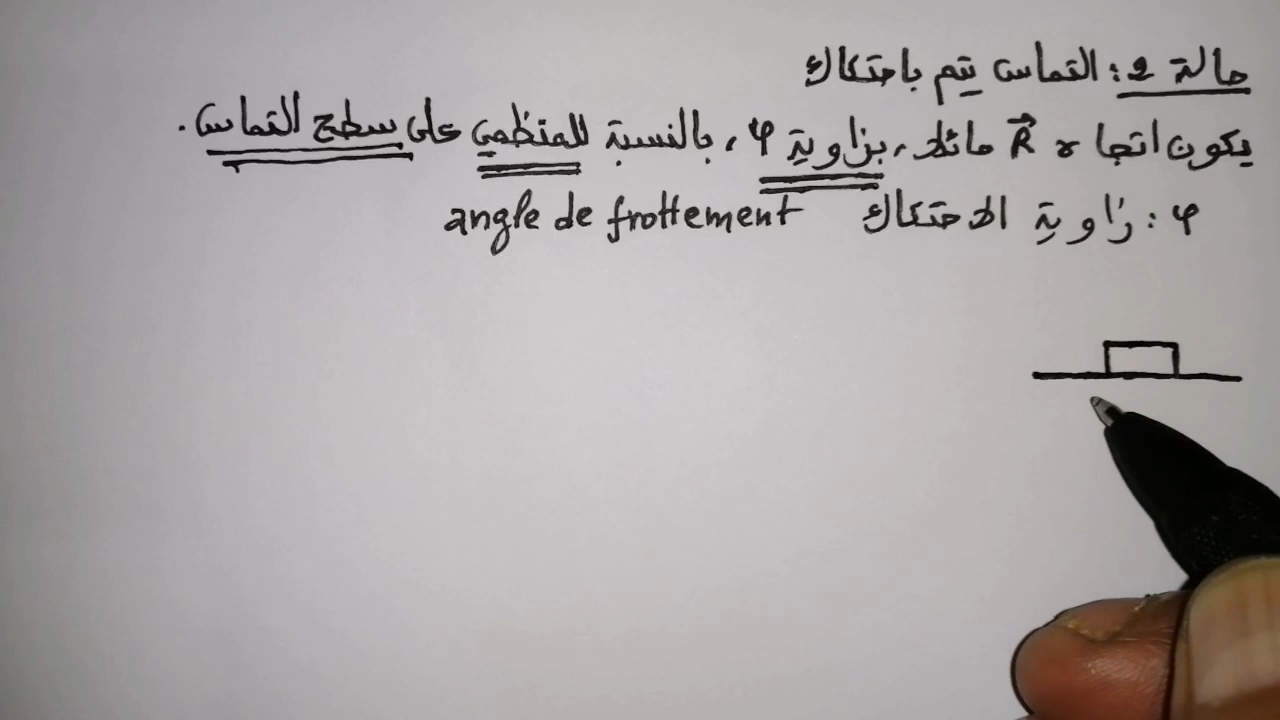 حالة 2: التماس يتم باحتكاك
يكون اتجاه R⃗ مائلا، بزاوية φ، بالنسبة للمنظمي على سطح التماس.
φ: زاوية الاحتكاك angle de frottement